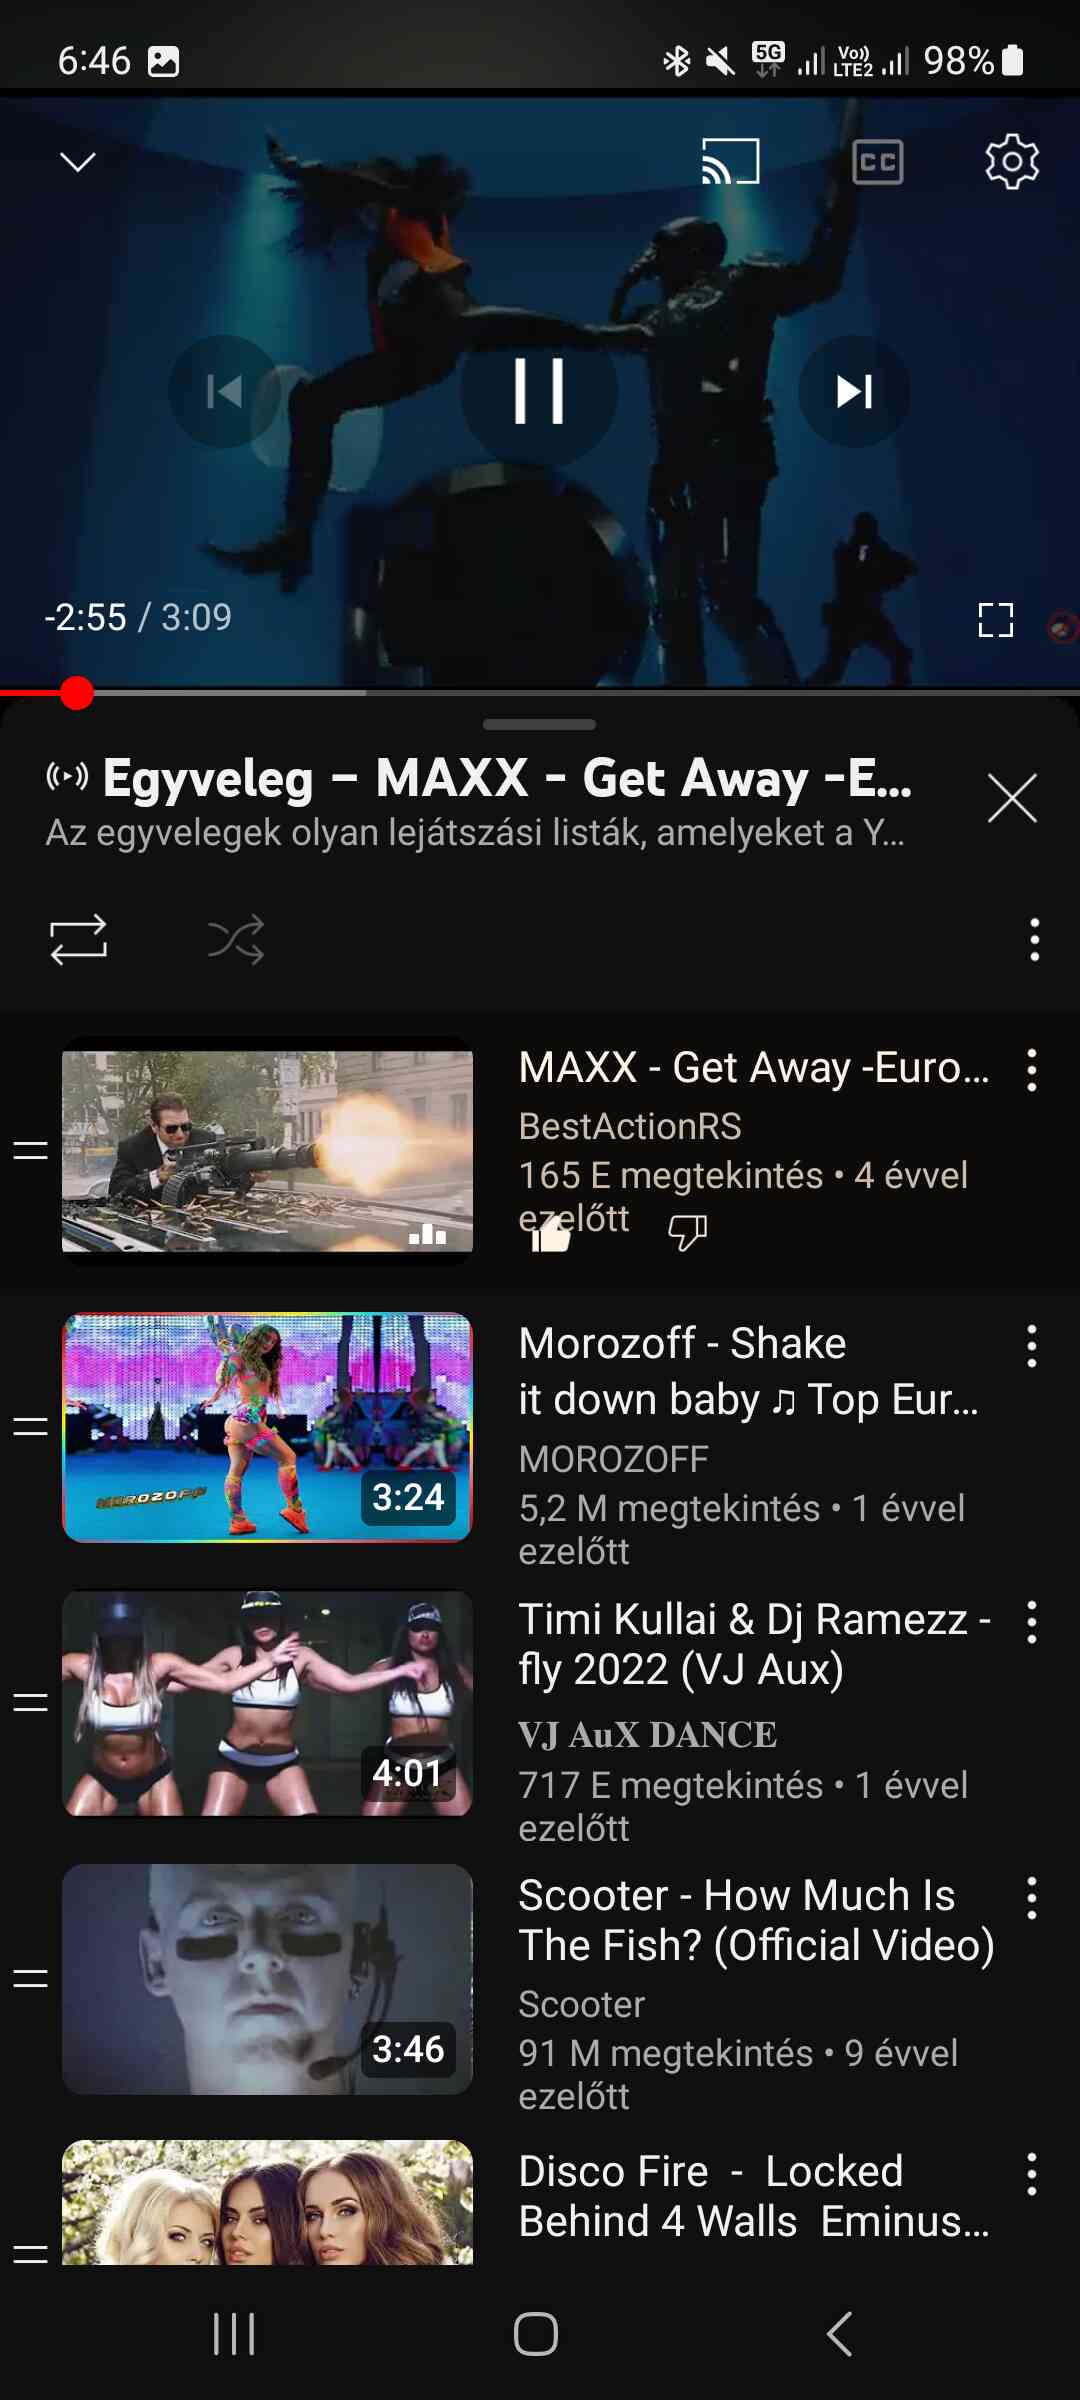 6:46
5G
Vo))
LTE2
98%
CC
-2:55 / 3:09
Egyveleg – MAXX - Get Away -E...
Az egyvelegek olyan lejátszási listák, amelyeket a Y...
MAXX - Get Away -Euro...
BestActionRS
165 E megtekintés • 4 évvel
ezelőtt
Morozoff - Shake
it down baby ♫ Top Eur...
MOROZOFF
5,2 M megtekintés • 1 évvel
ezelőtt
MOROZOFF
3:24
Timi Kullai & Dj Ramezz -
fly 2022 (VJ Aux)
VJ AuX DANCE
717 E megtekintés • 1 évvel
ezelőtt
4:01
Scooter - How Much Is
The Fish? (Official Video)
Scooter
91 M megtekintés • 9 évvel
ezelőtt
3:46
Disco Fire - Locked
Behind 4 Walls Eminus...